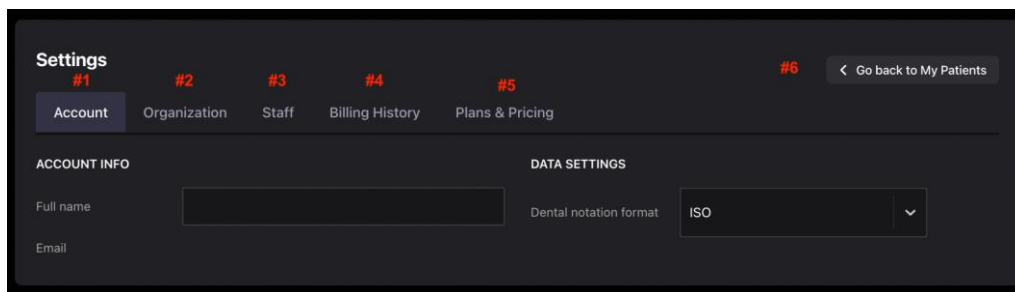 Settings
#1 #2 #3 #4 #5 #6
< Go back to My Patients
Account Organization Staff Billing History Plans & Pricing
ACCOUNT INFO DATA SETTINGS
Full name Dental notation format ISO
Email